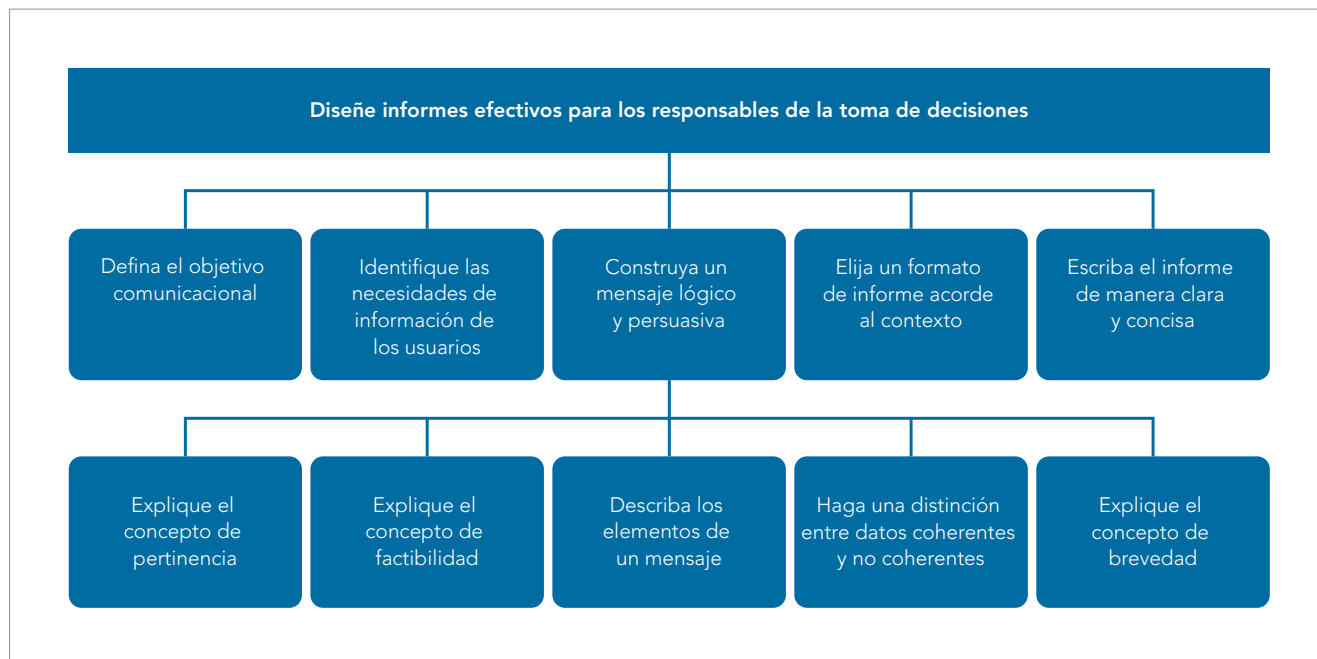 Diseñe informes efectivos para los responsables de la toma de decisiones
Defina el objetivo
comunicacional
Identifique las
necesidades de
información de
los usuarios
Construya un
mensaje lógico
y persuasiva
Elija un formato
de informe acorde
al contexto
Escriba el informe
de manera clara
y concisa
Explique el
concepto de
pertinencia
Explique el
concepto de
factibilidad
Describa los
elementos de
un mensaje
Haga una distinción
entre datos coherentes
y no coherentes
Explique el
concepto de
brevedad